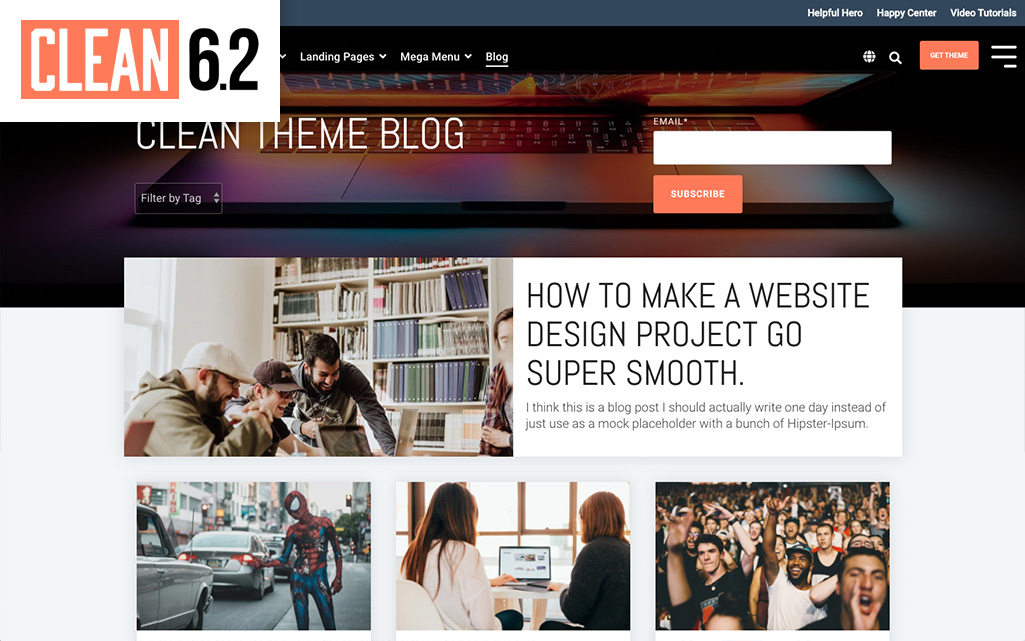 Helpful Hero Happy Center Video Tutorials
CLEAN 6.2
Landing Pages Mega Menu Blog
GET THEME
CLEAN THEME BLOG
EMAIL*
Filter by Tag
SUBSCRIBE
HOW TO MAKE A WEBSITE
DESIGN PROJECT GO
SUPER SMOOTH.
I think this is a blog post I should actually write one day instead of
just use as a mock placeholder with a bunch of Hipster-Ipsum.